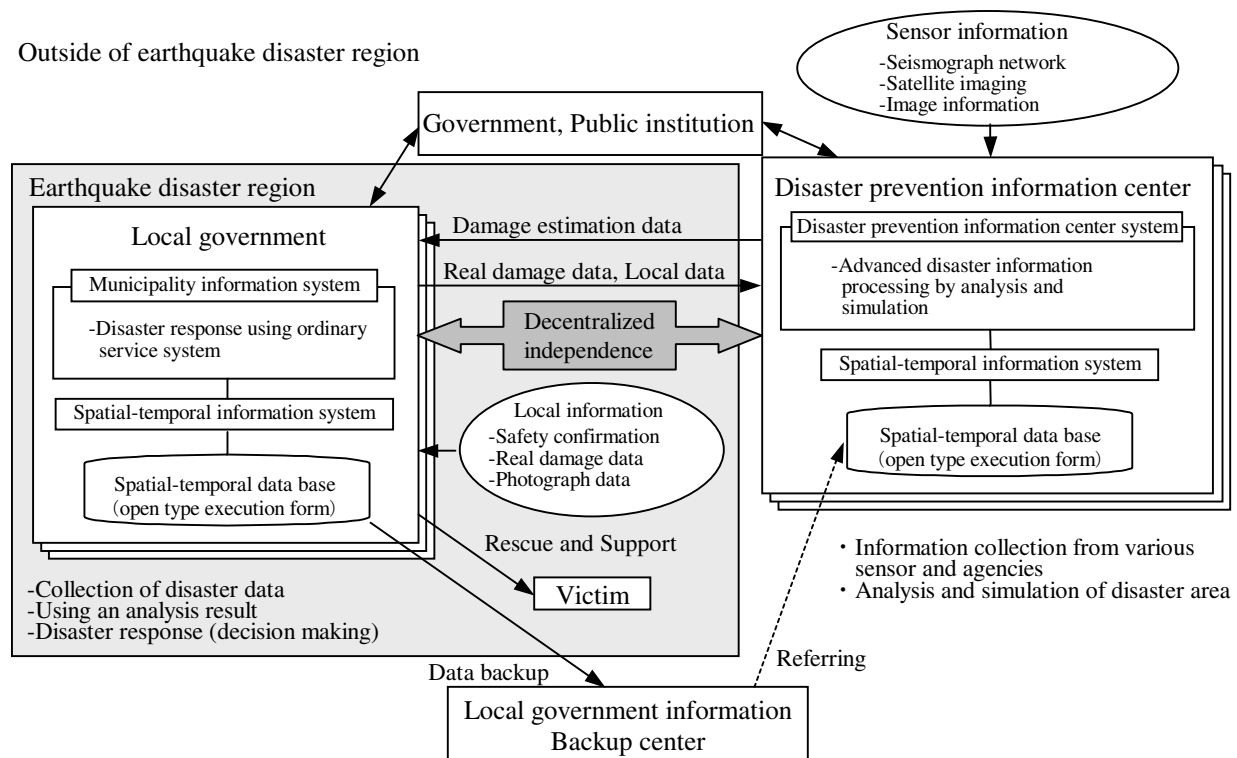 Outside of earthquake disaster region
Sensor information
-Seismograph network
-Satellite imaging
-Image information
Government, Public institution
Earthquake disaster region
Local government
Municipality information system
-Disaster response using ordinary
service system
Spatial-temporal information system
Spatial-temporal data base
(open type execution form)
Damage estimation data
Real damage data, Local data
Decentralized
independence
Local information
-Safety confirmation
-Real damage data
-Photograph data
Rescue and Support
Victim
-Collection of disaster data
-Using an analysis result
-Disaster response (decision making)
Disaster prevention information center
Disaster prevention information center system
-Advanced disaster information
processing by analysis and
simulation
Spatial-temporal information system
Spatial-temporal data base
(open type execution form)
・Information collection from various
sensor and agencies
・Analysis and simulation of disaster area
Data backup
Referring
Local government information
Backup center